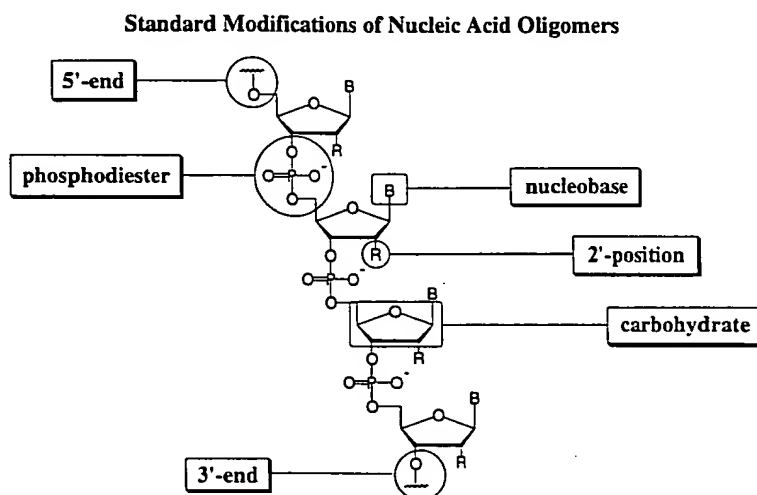 Standard Modifications of Nucleic Acid Oligomers
5'-end
O
O
B
O
R
phosphodiester
O=P-O-
O
O
B
nucleobase
O
R
2'-position
O=P-O-
O
O
B
carbohydrate
O
R
O=P-O-
O
O
B
O
R
3'-end